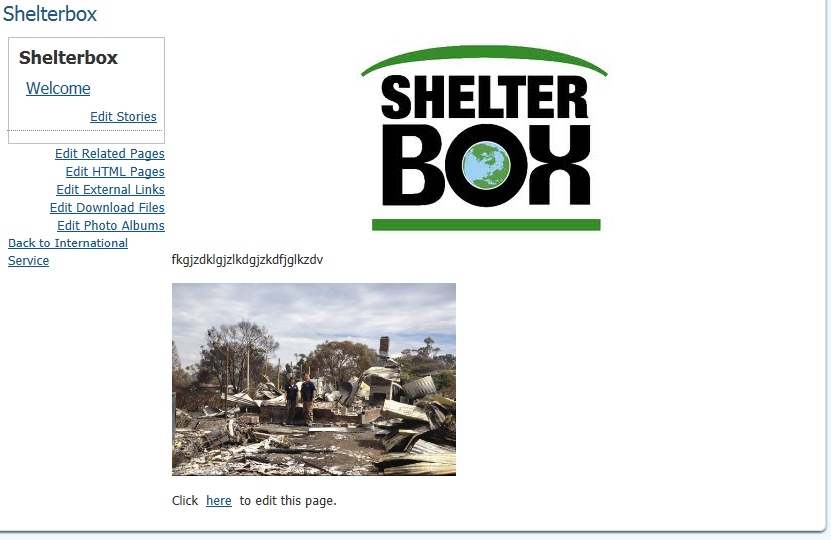 Shelterbox
Shelterbox
Welcome
Edit Stories
Edit Related Pages
Edit HTML Pages
Edit External Links
Edit Download Files
Edit Photo Albums
Back to International
Service
SHELTER
BOX
fkgjzdklgjzlkdgjzkdfjglkzdv
Click here to edit this page.